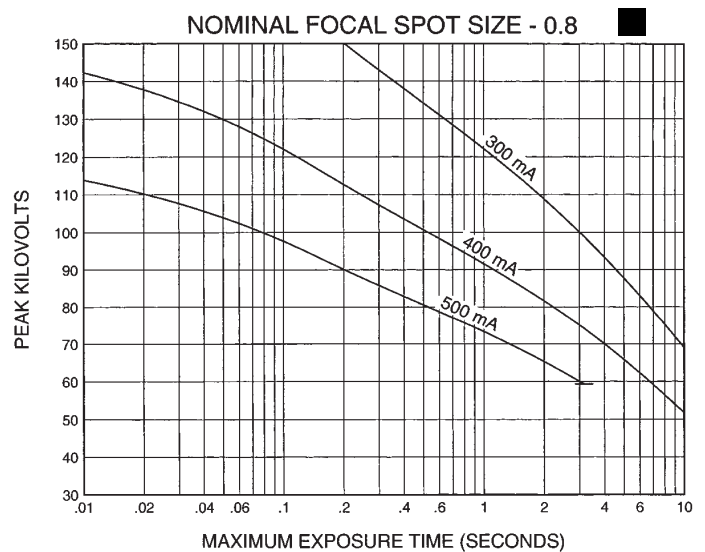 NOMINAL FOCAL SPOT SIZE - 0.8
PEAK KILOVOLTS
150
140
130
120
110
100
90
80
70
60
50
40
30
300 mA
400 mA
500 mA
.01 .02 .04 .06 .1 .2 .4 .6 1 2 4 6 10
MAXIMUM EXPOSURE TIME (SECONDS)